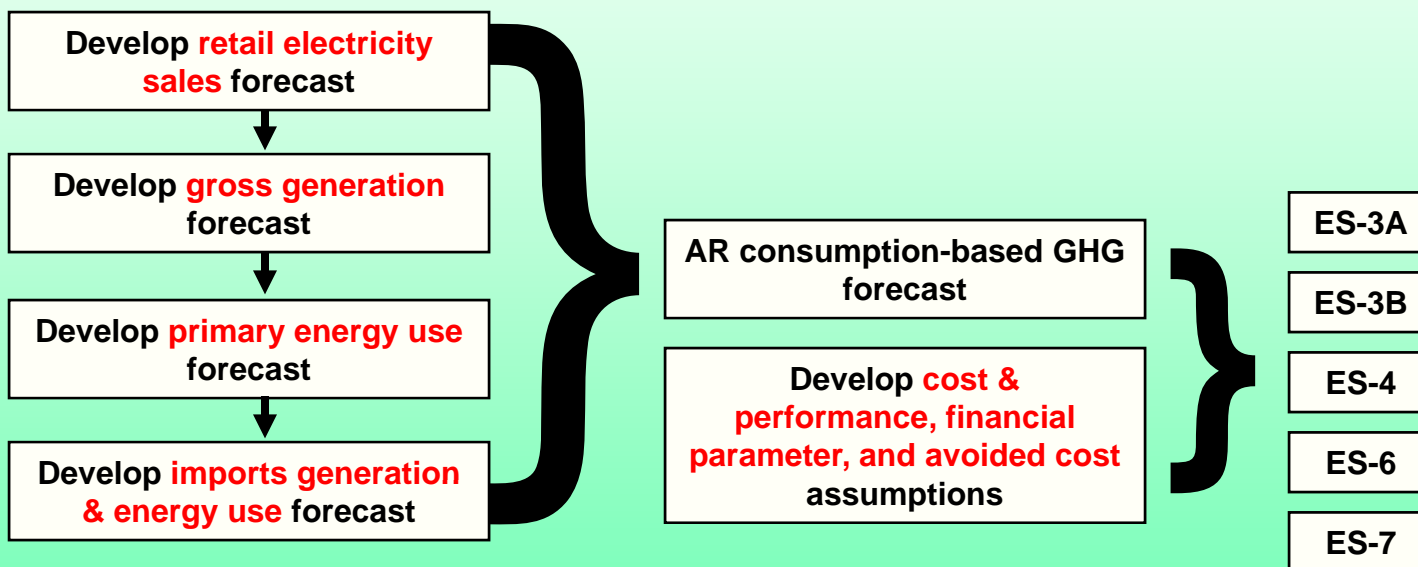 Develop retail electricity
sales forecast
Develop gross generation
forecast
Develop primary energy use
forecast
Develop imports generation
& energy use forecast
AR consumption-based GHG
forecast
Develop cost &
performance, financial
parameter, and avoided cost
assumptions
ES-3A
ES-3B
ES-4
ES-6
ES-7